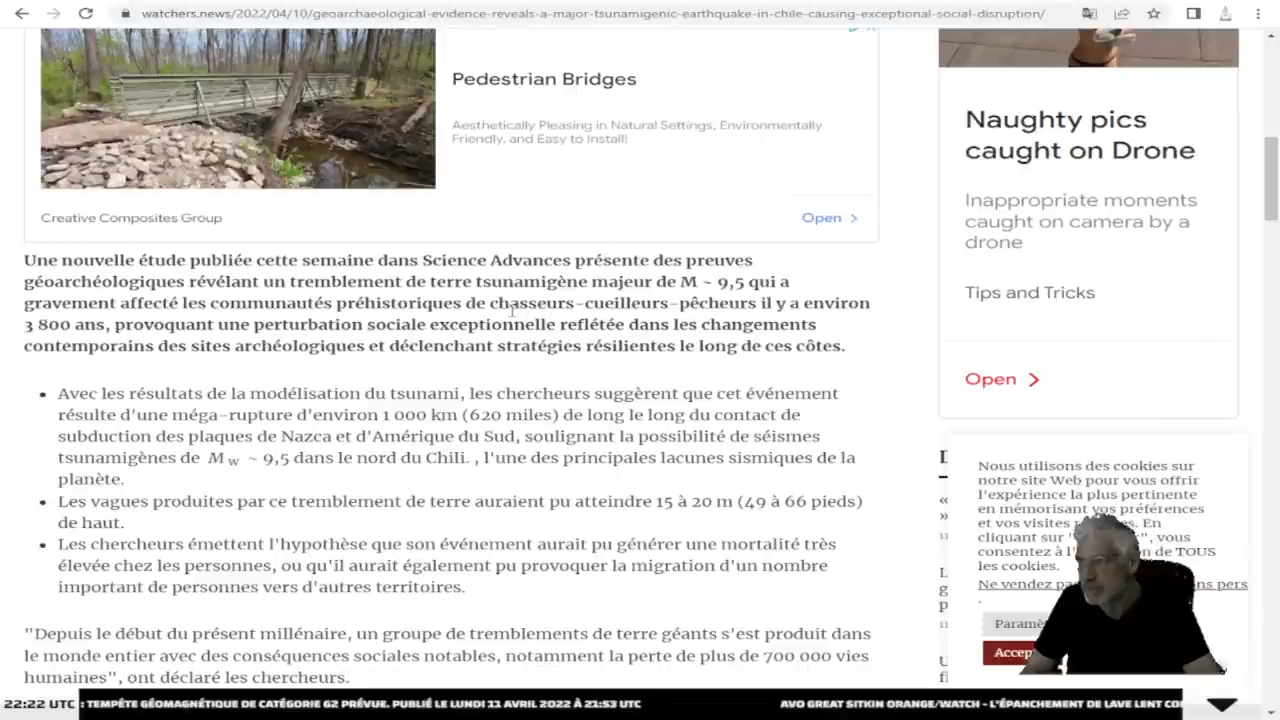 watchers.news/2022/04/10/geoarchaeological-evidence-reveals-a-major-tsunamigenic-earthquake-in-chile-causing-exceptional-social-disruption/
Pedestrian Bridges
Aesthetically Pleasing in Natural Settings, Environmentally
Friendly, and Easy to Install!
Creative Composites Group
Open
Naughty pics
caught on Drone
Inappropriate moments
caught on camera by a
drone
Tips and Tricks
Open
Une nouvelle étude publiée cette semaine dans Science Advances présente des preuves
géoarchéologiques révélant un tremblement de terre tsunamigène majeur de M ~ 9,5 qui a
gravement affecté les communautés préhistoriques de chasseurs-cueilleurs-pêcheurs il y a environ
3 800 ans, provoquant une perturbation sociale exceptionnelle reflétée dans les changements
contemporains des sites archéologiques et déclenchant stratégies résilientes le long de ces côtes.
• Avec les résultats de la modélisation du tsunami, les chercheurs suggèrent que cet événement
résulte d'une méga-rupture d'environ 1 000 km (620 miles) de long le long du contact de
subduction des plaques de Nazca et d'Amérique du Sud, soulignant la possibilité de séismes
tsunamigènes de M w ~ 9,5 dans le nord du Chili. , l'une des principales lacunes sismiques de la
planète.
• Les vagues produites par ce tremblement de terre auraient pu atteindre 15 à 20 m (49 à 66 pieds)
de haut.
• Les chercheurs émettent l'hypothèse que son événement aurait pu générer une mortalité très
élevée chez les personnes, ou qu'il aurait également pu provoquer la migration d'un nombre
important de personnes vers d'autres territoires.
"Depuis le début du présent millénaire, un groupe de tremblements de terre géants s'est produit dans
le monde entier avec des conséquences sociales notables, notamment la perte de plus de 700 000 vies
humaines", ont déclaré les chercheurs.
Nous utilisons des cookies sur
notre site Web pour vous offrir
l'expérience la plus pertinente
en mémorisant vos préférences
et vos visites
En
cliquant sur
vous
consentez à
de TOUS
les cookies.
Ne vendez
pers
.
22:22 UTC : TEMPÊTE GÉOMAGNÉTIQUE DE CATÉGORIE G2 PRÉVUE. PUBLIÉ LE LUNDI 11 AVRIL 2022 À 21:53 UTC
AVO GREAT SITKIN ORANGE/WATCH - L'ÉPANCHEMENT DE LAVE LENT